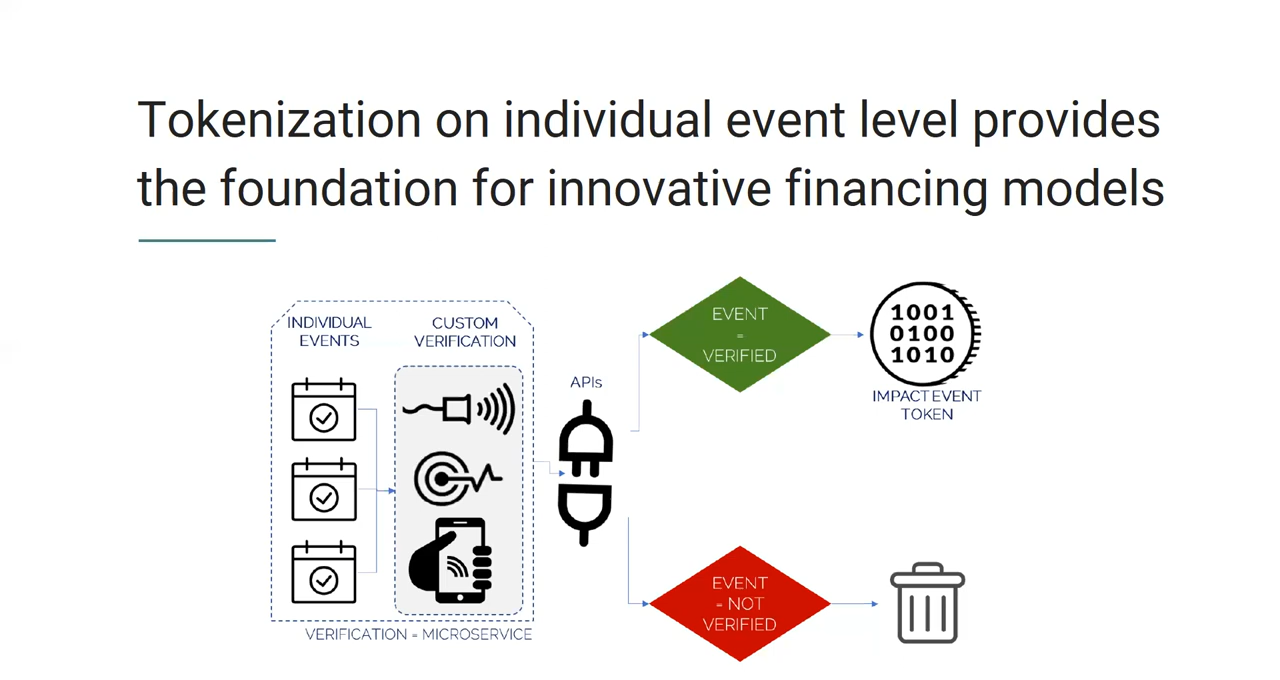 Tokenization on individual event level provides
the foundation for innovative financing models
INDIVIDUAL
EVENTS
CUSTOM
VERIFICATION
VERIFICATION = MICROSERVICE
APIs
EVENT
=
VERIFIED
1001
0100
1010
IMPACT EVENT
TOKEN
EVENT
= NOT
VERIFIED